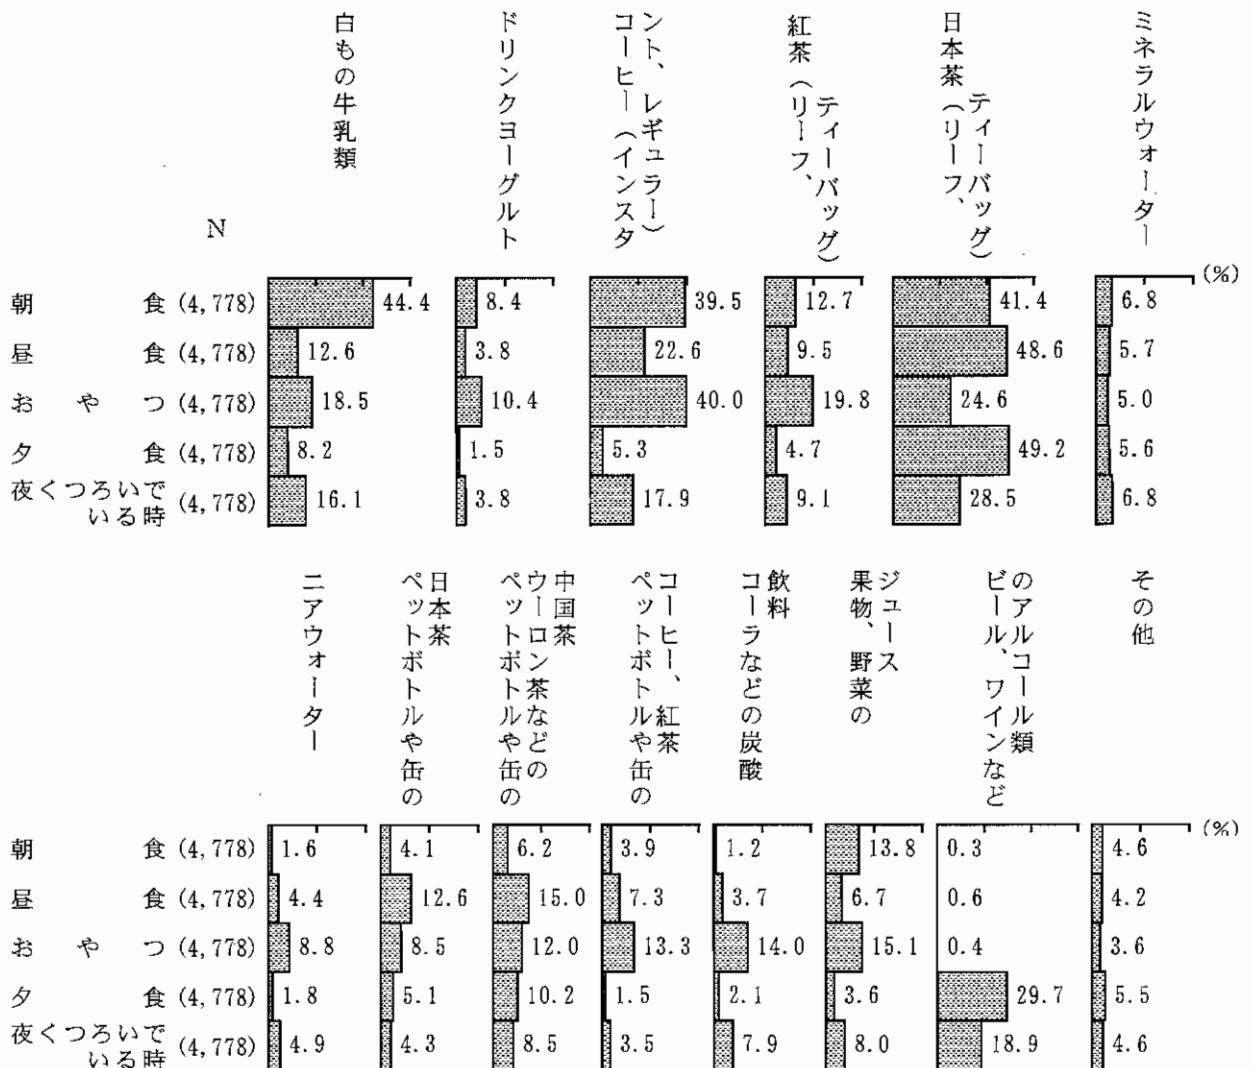 白もの牛乳類
ドリンクヨーグルト
コーヒー(インスタ
ント、レギュラー)
紅茶(リーフ、
ティーバッグ)
日本茶(リーフ、
ティーバッグ)
ミネラルウォーター
N
(%)
朝食 (4,778) 44.4 8.4 39.5 12.7 41.4 6.8
昼食 (4,778) 12.6 3.8 22.6 9.5 48.6 5.7
おやつ (4,778) 18.5 10.4 40.0 19.8 24.6 5.0
夕食 (4,778) 8.2 1.5 5.3 4.7 49.2 5.6
夜くつろいで
いる時 (4,778) 16.1 3.8 17.9 9.1 28.5 6.8
ニアウォーター
ペットボトルや缶の
日本茶
ペットボトルや缶の
ウーロン茶などの
中国茶
ペットボトルや缶の
コーヒー、紅茶
コーラなどの炭酸
飲料
果物、野菜の
ジュース
ビール、ワインなど
のアルコール類
その他
(%)
朝食 (4,778) 1.6 4.1 6.2 3.9 1.2 13.8 0.3 4.6
昼食 (4,778) 4.4 12.6 15.0 7.3 3.7 6.7 0.6 4.2
おやつ (4,778) 8.8 8.5 12.0 13.3 14.0 15.1 0.4 3.6
夕食 (4,778) 1.8 5.1 10.2 1.5 2.1 3.6 29.7 5.5
夜くつろいで
いる時 (4,778) 4.9 4.3 8.5 3.5 7.9 8.0 18.9 4.6